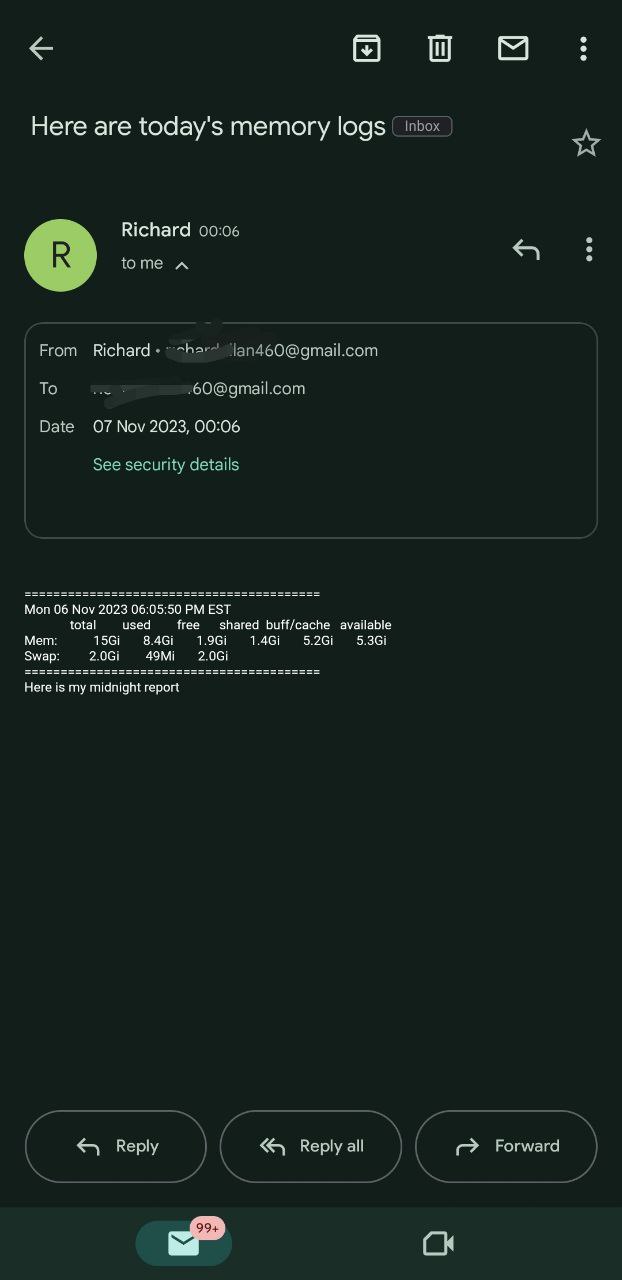 Here are today's memory logs Inbox
R
Richard 00:06
to me
From Richard • lan460@gmail.com
To 60@gmail.com
Date 07 Nov 2023, 00:06
See security details
=========================================
Mon 06 Nov 2023 06:05:50 PM EST
total used free shared buff/cache available
Mem: 15Gi 8.4Gi 1.9Gi 1.4Gi 5.2Gi 5.3Gi
Swap: 2.0Gi 49Mi 2.0Gi
=========================================
Here is my midnight report
Reply Reply all Forward
99+